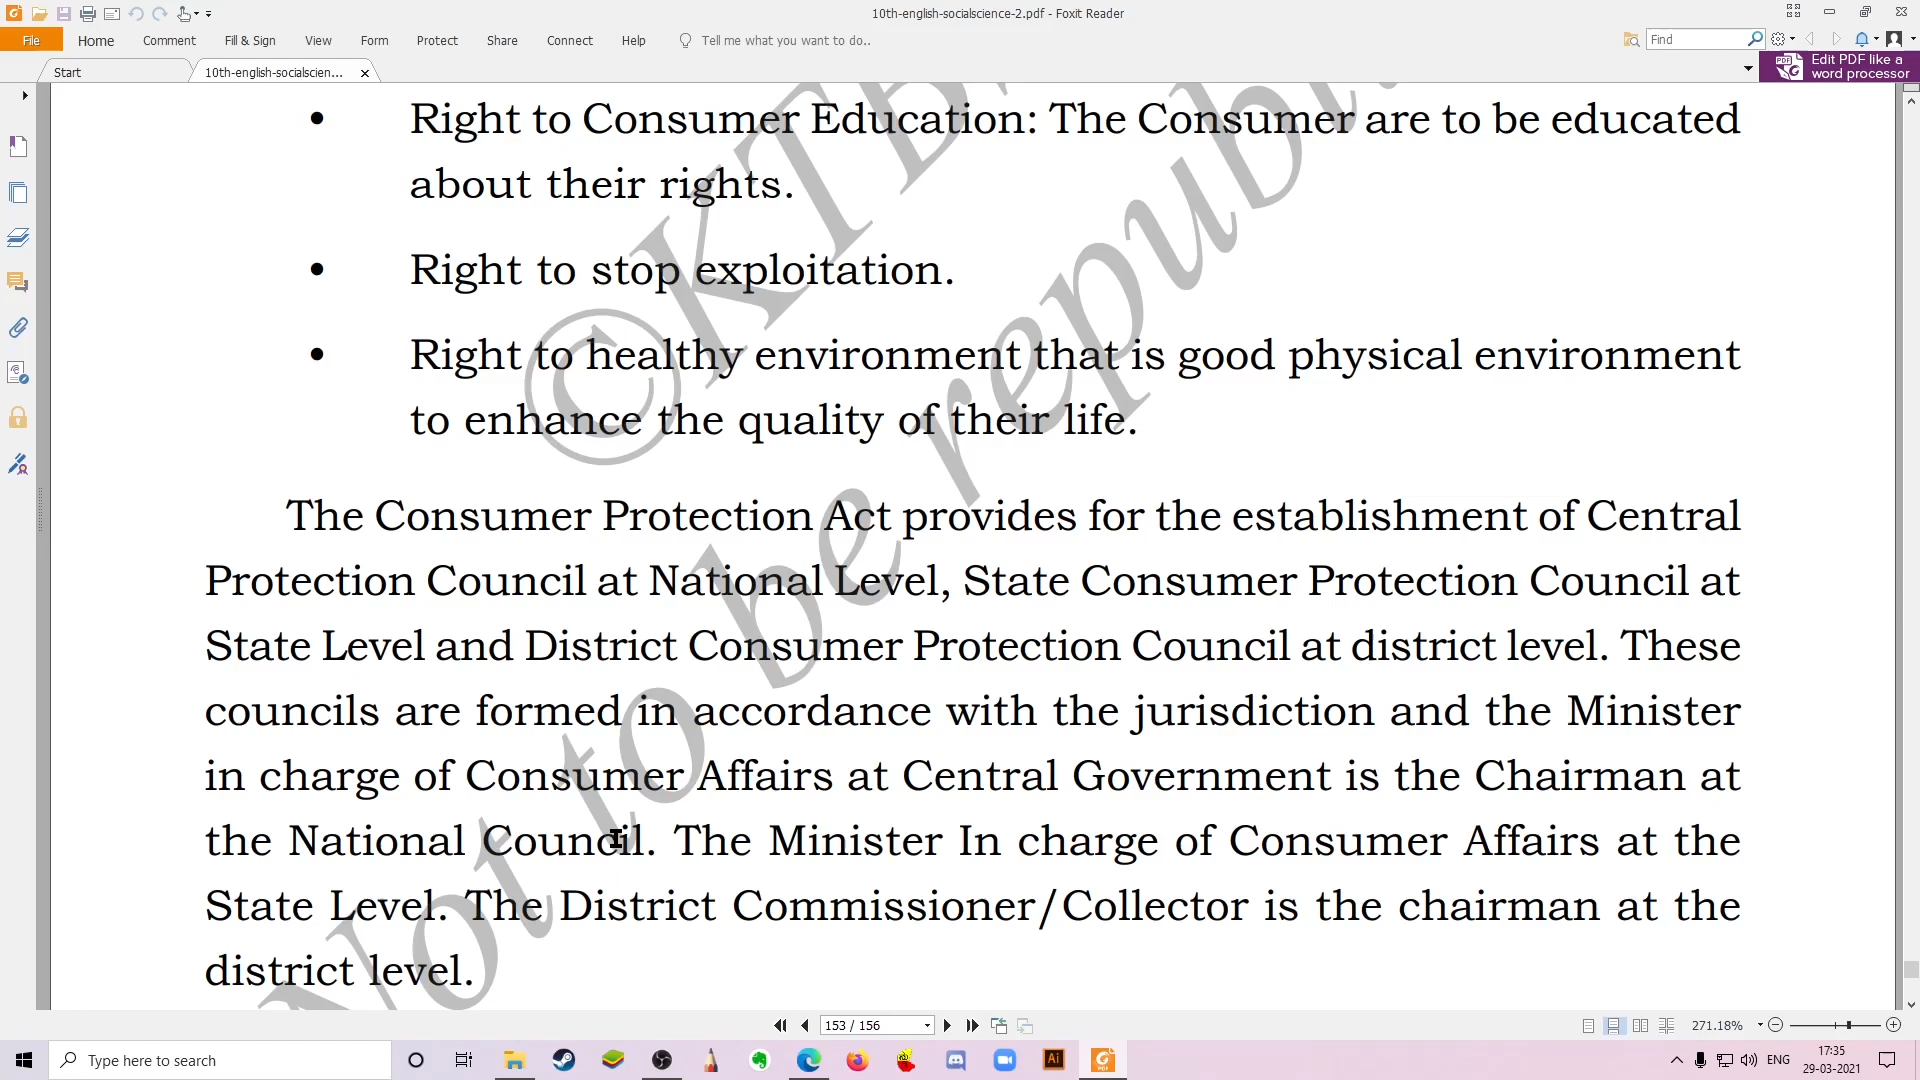 10th-english-socialscience-2.pdf - Foxit Reader
File Home Comment Fill & Sign View Form Protect Share Connect Help Tell me what you want to do.. Find
Start 10th-english-socialscien... Edit PDF like a
word processor
• Right to Consumer Education: The Consumer are to be educated
about their rights.
• Right to stop exploitation.
• Right to healthy environment that is good physical environment
to enhance the quality of their life.
The Consumer Protection Act provides for the establishment of Central
Protection Council at National Level, State Consumer Protection Council at
State Level and District Consumer Protection Council at district level. These
councils are formed in accordance with the jurisdiction and the Minister
in charge of Consumer Affairs at Central Government is the Chairman at
the National Council. The Minister In charge of Consumer Affairs at the
State Level. The District Commissioner/Collector is the chairman at the
district level.
©KTB
Not to be republi
153 / 156 271.18%
Type here to search ENG 17:35
29-03-2021